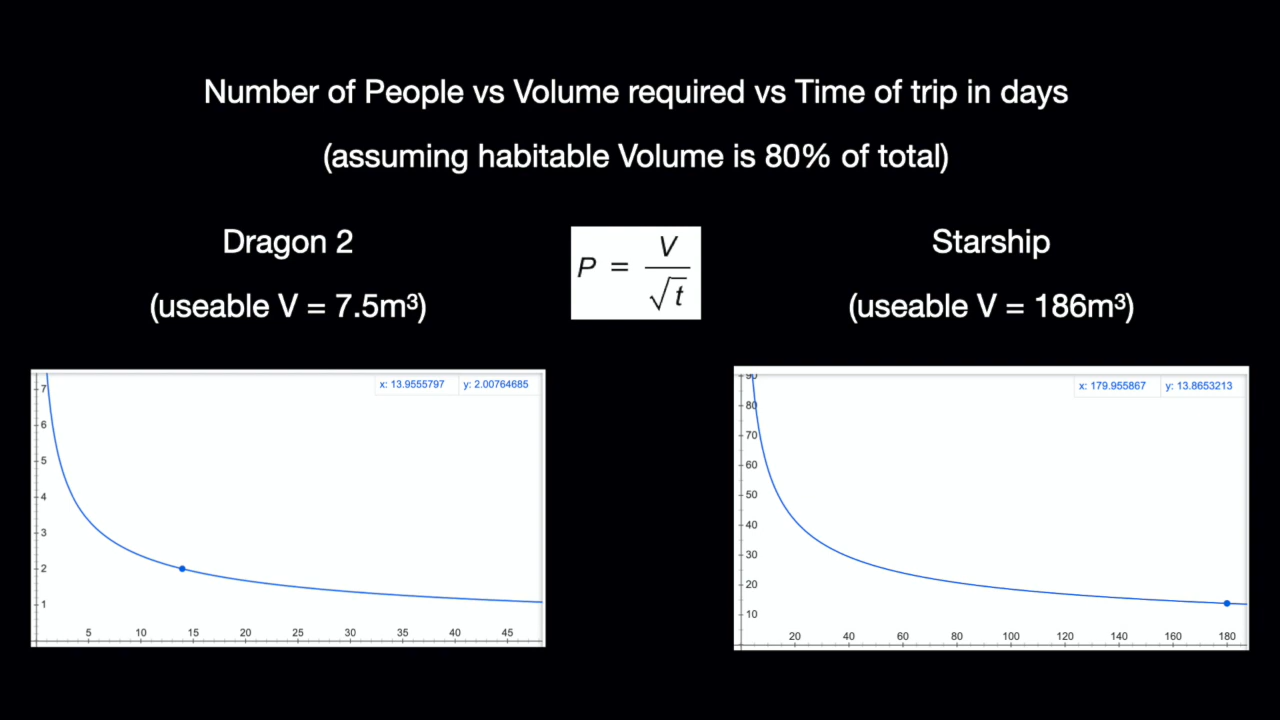 Number of People vs Volume required vs Time of trip in days
(assuming habitable Volume is 80% of total)
Dragon 2
(useable V = 7.5m³)
P = V / √t
Starship
(useable V = 186m³)
x: 13.9555797 y: 2.00764685
7
6
5
4
3
2
1
5 10 15 20 25 30 35 40 45
x: 179.955867 y: 13.8653213
90
80
70
60
50
40
30
20
10
20 40 60 80 100 120 140 160 180